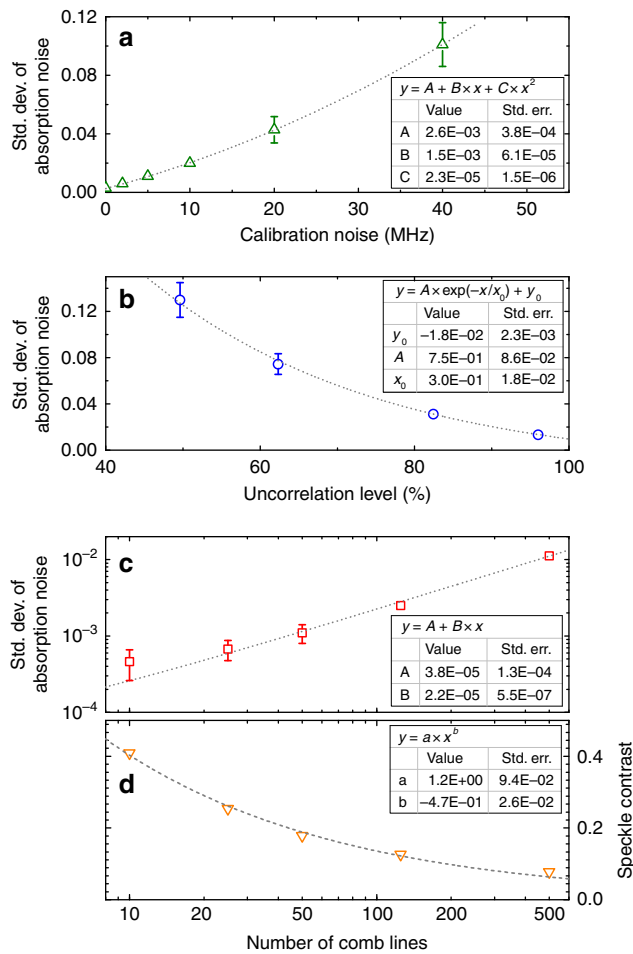 a
0.12
0.08
0.04
0.00
Std. dev. of
absorption noise
y = A + B × x + C × x²
Value Std. err.
A 2.6E−03 3.8E−04
B 1.5E−03 6.1E−05
C 2.3E−05 1.5E−06
0 10 20 30 40 50
Calibration noise (MHz)
b
0.12
0.08
0.04
0.00
Std. dev. of
absorption noise
y = A × exp(−x/x₀) + y₀
Value Std. err.
y₀ −1.8E−02 2.3E−03
A 7.5E−01 8.6E−02
x₀ 3.0E−01 1.8E−02
40 60 80 100
Uncorrelation level (%)
c
10⁻²
10⁻³
10⁻⁴
Std. dev. of
absorption noise
y = A + B × x
Value Std. err.
A 3.8E−05 1.3E−04
B 2.2E−05 5.5E−07
d
y = a × xᵇ
Value Std. err.
a 1.2E+00 9.4E−02
b −4.7E−01 2.6E−02
0.4
0.2
0.0
Speckle contrast
10 20 50 100 200 500
Number of comb lines